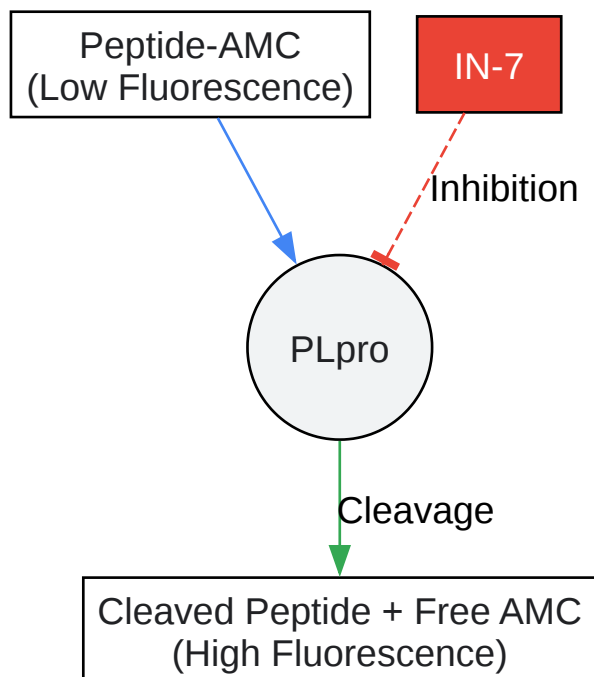 Peptide-AMC
(Low Fluorescence)
IN-7
Inhibition
PLpro
Cleavage
Cleaved Peptide + Free AMC
(High Fluorescence)